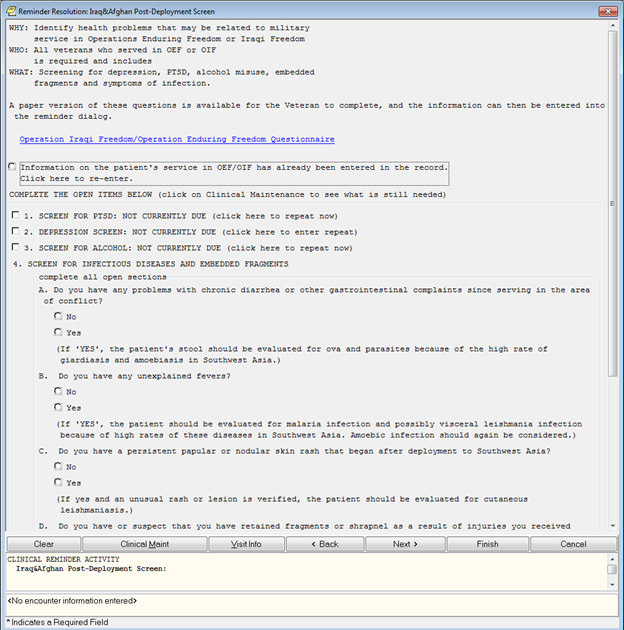 Reminder Resolution: Iraq&Afghan Post-Deployment Screen
WHY: Identify health problems that may be related to military
service in Operations Enduring Freedom or Iraqi Freedom
WHO: All veterans who served in OEF or OIF
is required and includes
WHAT: Screening for depression, PTSD, alcohol misuse, embedded
fragments and symptoms of infection.
A paper version of these questions is available for the Veteran to complete, and the information can then be entered into
the reminder dialog.
Operation Iraqi Freedom/Operation Enduring Freedom Questionnaire
Information on the patient's service in OEF/OIF has already been entered in the record.
Click here to re-enter.
COMPLETE THE OPEN ITEMS BELOW (click on Clinical Maintenance to see what is still needed)
1. SCREEN FOR PTSD: NOT CURRENTLY DUE (click here to repeat now)
2. DEPRESSION SCREEN: NOT CURRENTLY DUE (click here to enter repeat)
3. SCREEN FOR ALCOHOL: NOT CURRENTLY DUE (click here to repeat now)
4. SCREEN FOR INFECTIOUS DISEASES AND EMBEDDED FRAGMENTS
complete all open sections
A. Do you have any problems with chronic diarrhea or other gastrointestinal complaints since serving in the area
of conflict?
No
Yes
(If 'YES', the patient's stool should be evaluated for ova and parasites because of the high rate of
giardiasis and amoebiasis in Southwest Asia.)
B. Do you have any unexplained fevers?
No
Yes
(If 'YES', the patient should be evaluated for malaria infection and possibly visceral leishmania infection
because of high rates of these diseases in Southwest Asia. Amoebic infection should again be considered.)
C. Do you have a persistent papular or nodular skin rash that began after deployment to Southwest Asia?
No
Yes
(If yes and an unusual rash or lesion is verified, the patient should be evaluated for cutaneous
leishmaniasis.)
D. Do you have or suspect that you have retained fragments or shrapnel as a result of injuries you received
Clear Clinical Maint Visit Info < Back Next > Finish Cancel
CLINICAL REMINDER ACTIVITY
Iraq&Afghan Post-Deployment Screen:
<No encounter information entered>
* Indicates a Required Field